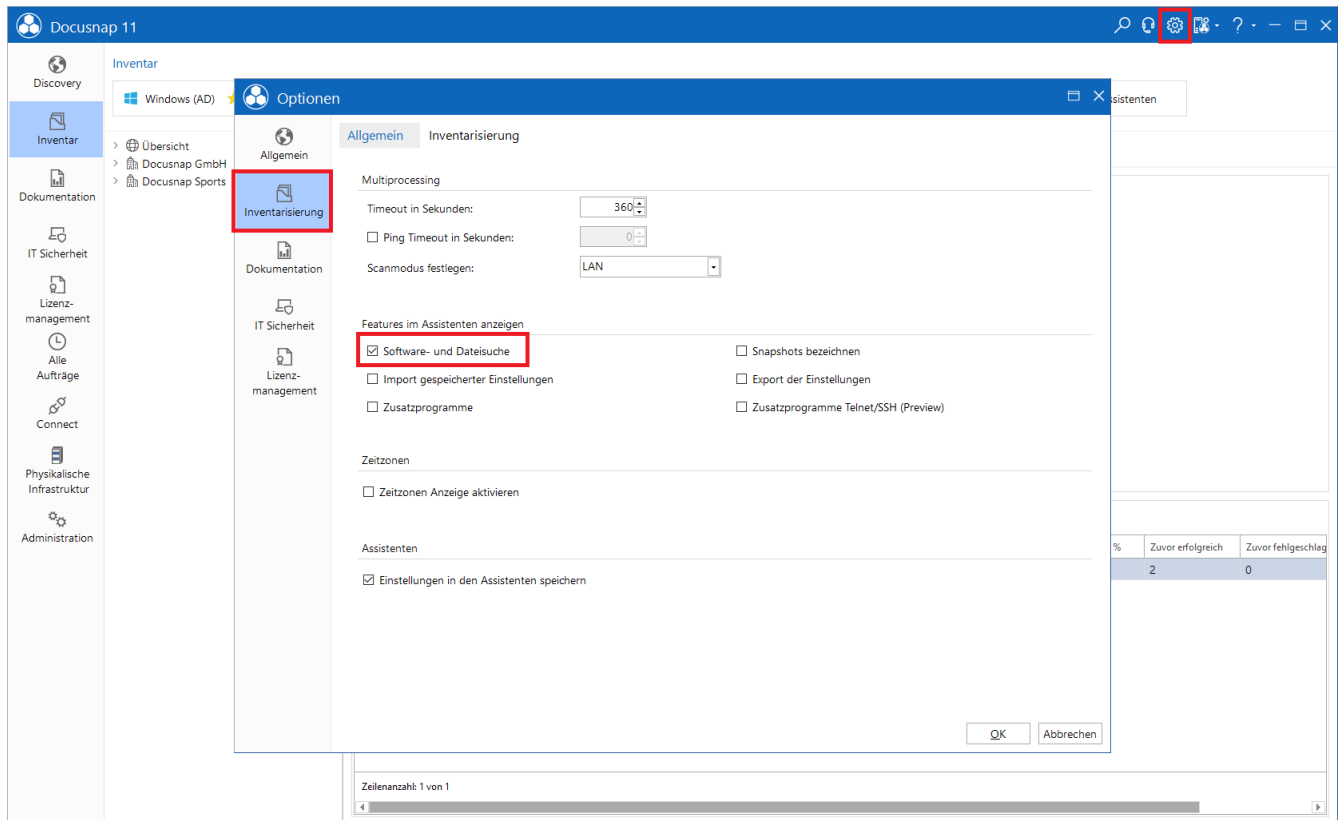 Docusnap 11
?
Discovery
Inventar
Dokumentation
IT Sicherheit
Lizenz-
management
Alle
Aufträge
Connect
Physikalische
Infrastruktur
Administration
Inventar
Windows (AD)
Übersicht
Docusnap GmbH
Docusnap Sports
Optionen
Allgemein
Inventarisierung
Dokumentation
IT Sicherheit
Lizenz-
management
Allgemein Inventarisierung
Multiprocessing
Timeout in Sekunden: 360
Ping Timeout in Sekunden: 0
Scanmodus festlegen: LAN
Features im Assistenten anzeigen
Software- und Dateisuche Snapshots bezeichnen
Import gespeicherter Einstellungen Export der Einstellungen
Zusatzprogramme Zusatzprogramme Telnet/SSH (Preview)
Zeitzonen
Zeitzonen Anzeige aktivieren
Assistenten
Einstellungen in den Assistenten speichern
OK Abbrechen
ssistenten
% Zuvor erfolgreich Zuvor fehlgeschlag
2 0
Zeilenanzahl: 1 von 1